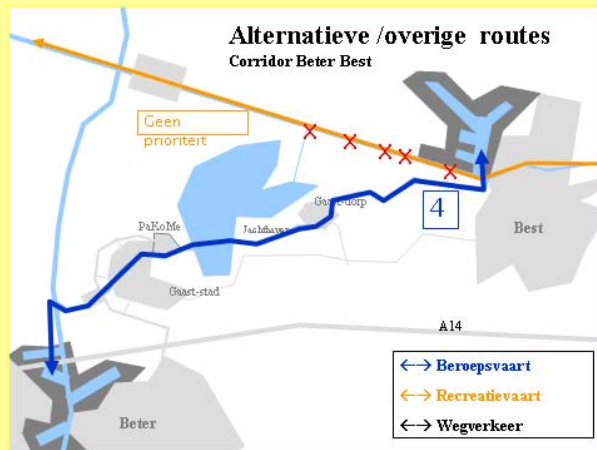 Alternatieve /overige routes
Corridor Beter Best
Geen
prioriteit
Gaast-dorp
4
PaKoMe
Jachthaven
Best
Gaast-stad
A14
Beter
←→ Beroepsvaart
←→ Recreatievaart
←→ Wegverkeer